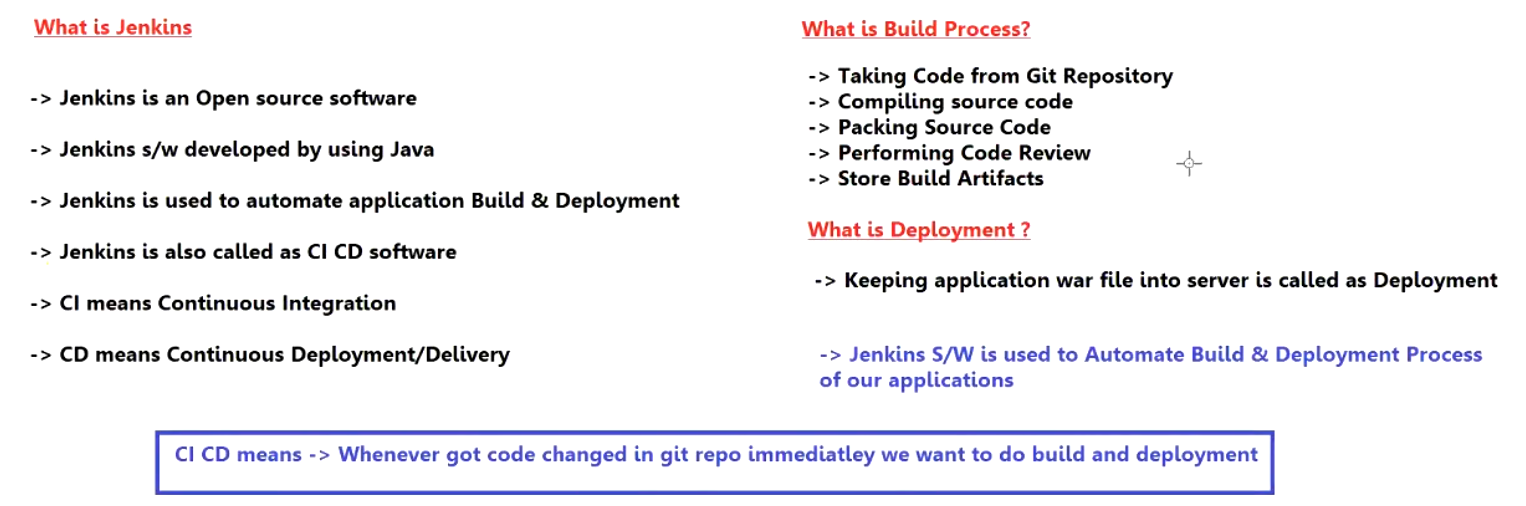 What is Jenkins
-> Jenkins is an Open source software
-> Jenkins s/w developed by using Java
-> Jenkins is used to automate application Build & Deployment
-> Jenkins is also called as CI CD software
-> CI means Continuous Integration
-> CD means Continuous Deployment/Delivery
What is Build Process?
-> Taking Code from Git Repository
-> Compiling source code
-> Packing Source Code
-> Performing Code Review
-> Store Build Artifacts
What is Deployment ?
-> Keeping application war file into server is called as Deployment
-> Jenkins S/W is used to Automate Build & Deployment Process
of our applications
CI CD means -> Whenever got code changed in git repo immediatley we want to do build and deployment